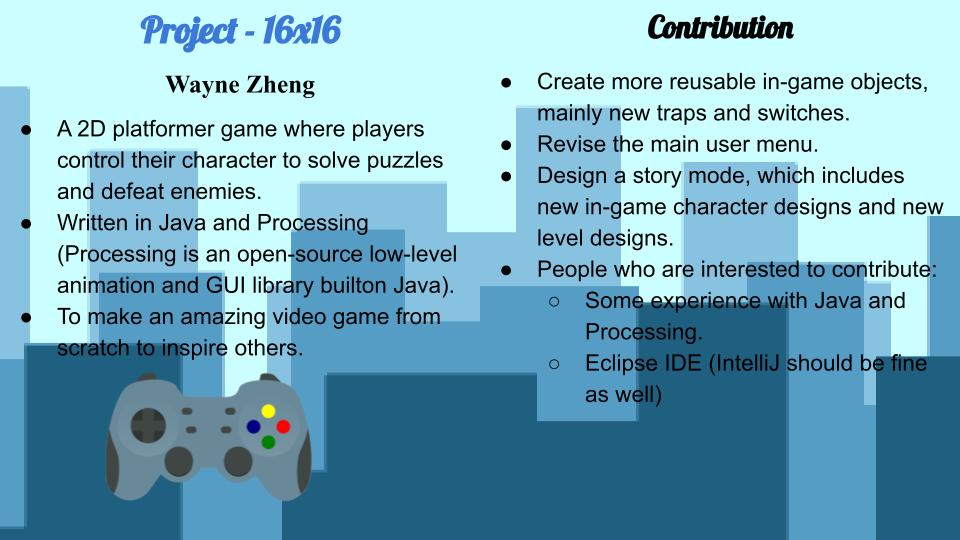 Project - 16x16
Wayne Zheng
● A 2D platformer game where players
control their character to solve puzzles
and defeat enemies.
● Written in Java and Processing
(Processing is an open-source low-level
animation and GUI library builton Java).
● To make an amazing video game from
scratch to inspire others.
Contribution
● Create more reusable in-game objects,
mainly new traps and switches.
● Revise the main user menu.
● Design a story mode, which includes
new in-game character designs and new
level designs.
● People who are interested to contribute:
○ Some experience with Java and
Processing.
○ Eclipse IDE (IntelliJ should be fine
as well)